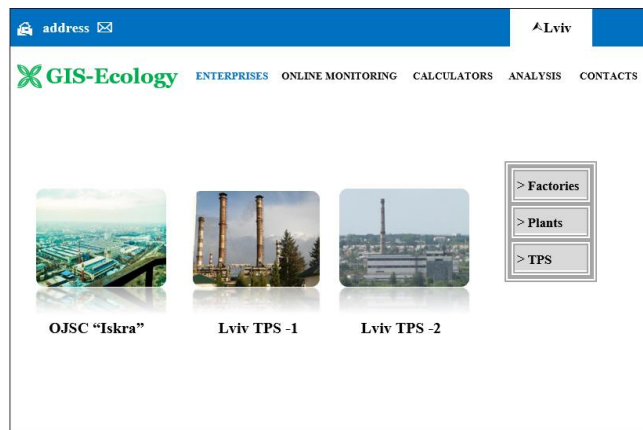 address
Lviv
GIS-Ecology
ENTERPRISES ONLINE MONITORING CALCULATORS ANALYSIS CONTACTS
> Factories
> Plants
> TPS
OJSC “Iskra”
Lviv TPS -1
Lviv TPS -2